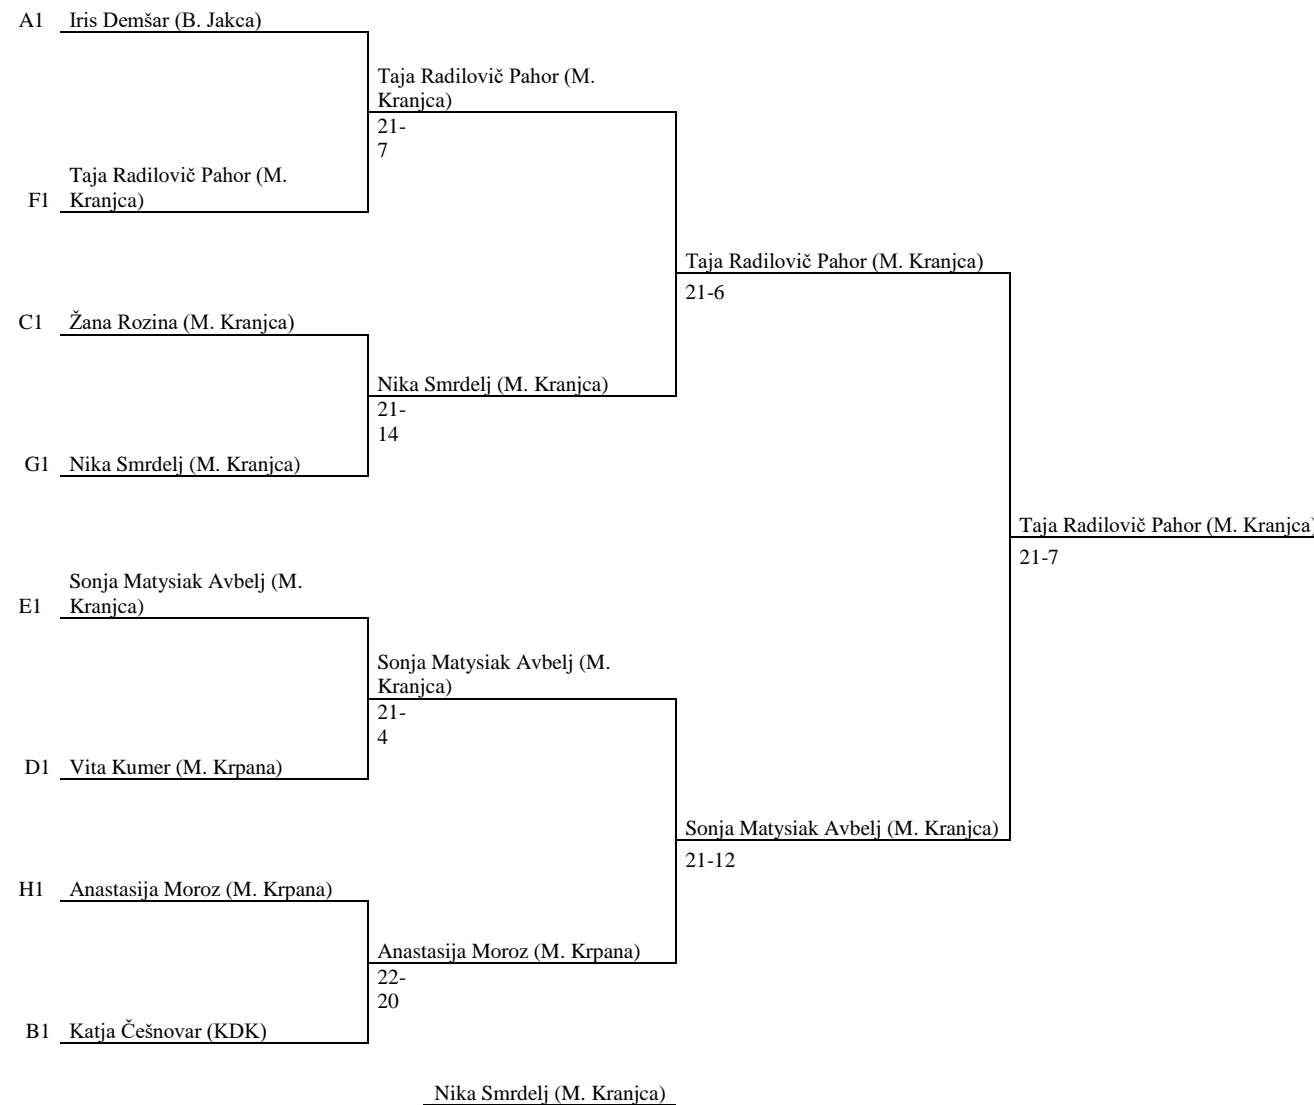 A1 Iris Demšar (B. Jakca)
Taja Radilovič Pahor (M.
Kranjca)
21-
7
Taja Radilovič Pahor (M.
F1 Kranjca)
Taja Radilovič Pahor (M. Kranjca)
21-6
C1 Žana Rozina (M. Kranjca)
Nika Smrdelj (M. Kranjca)
21-
14
G1 Nika Smrdelj (M. Kranjca)
Taja Radilovič Pahor (M. Kranjca)
21-7
Sonja Matysiak Avbelj (M.
E1 Kranjca)
Sonja Matysiak Avbelj (M.
Kranjca)
21-
4
D1 Vita Kumer (M. Krpana)
Sonja Matysiak Avbelj (M. Kranjca)
21-12
H1 Anastasija Moroz (M. Krpana)
Anastasija Moroz (M. Krpana)
22-
20
B1 Katja Češnovar (KDK)
Nika Smrdelj (M. Kranjca)